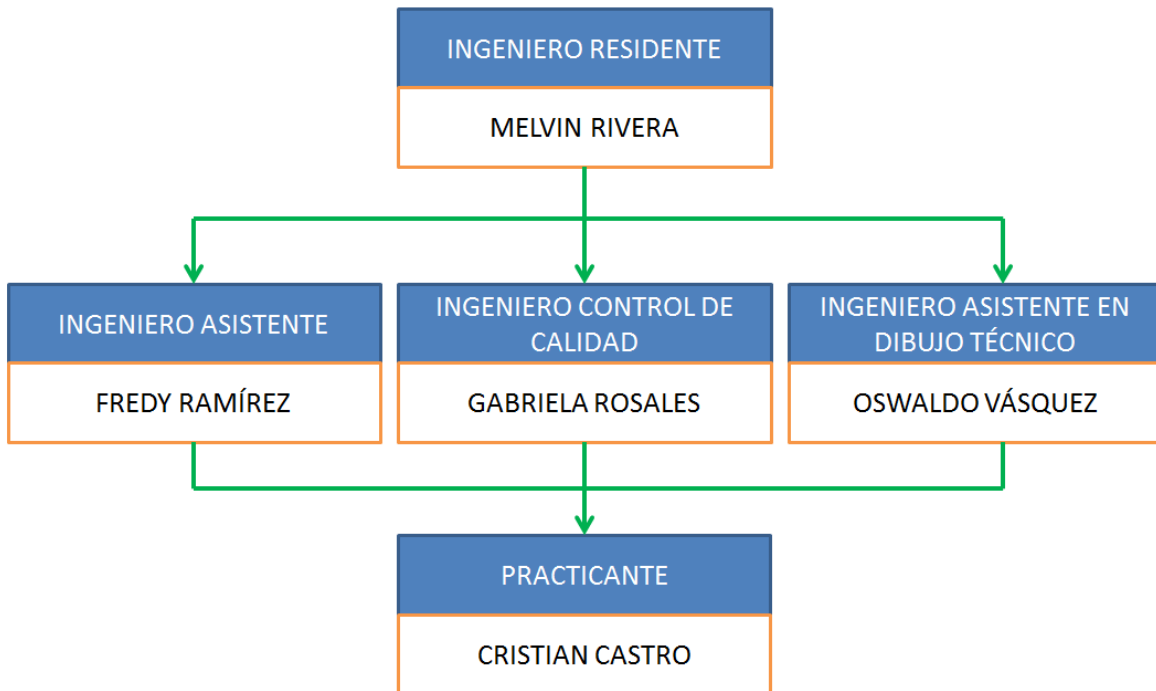 INGENIERO RESIDENTE
MELVIN RIVERA
INGENIERO ASISTENTE
FREDY RAMÍREZ
INGENIERO CONTROL DE
CALIDAD
GABRIELA ROSALES
INGENIERO ASISTENTE EN
DIBUJO TÉCNICO
OSWALDO VÁSQUEZ
PRACTICANTE
CRISTIAN CASTRO